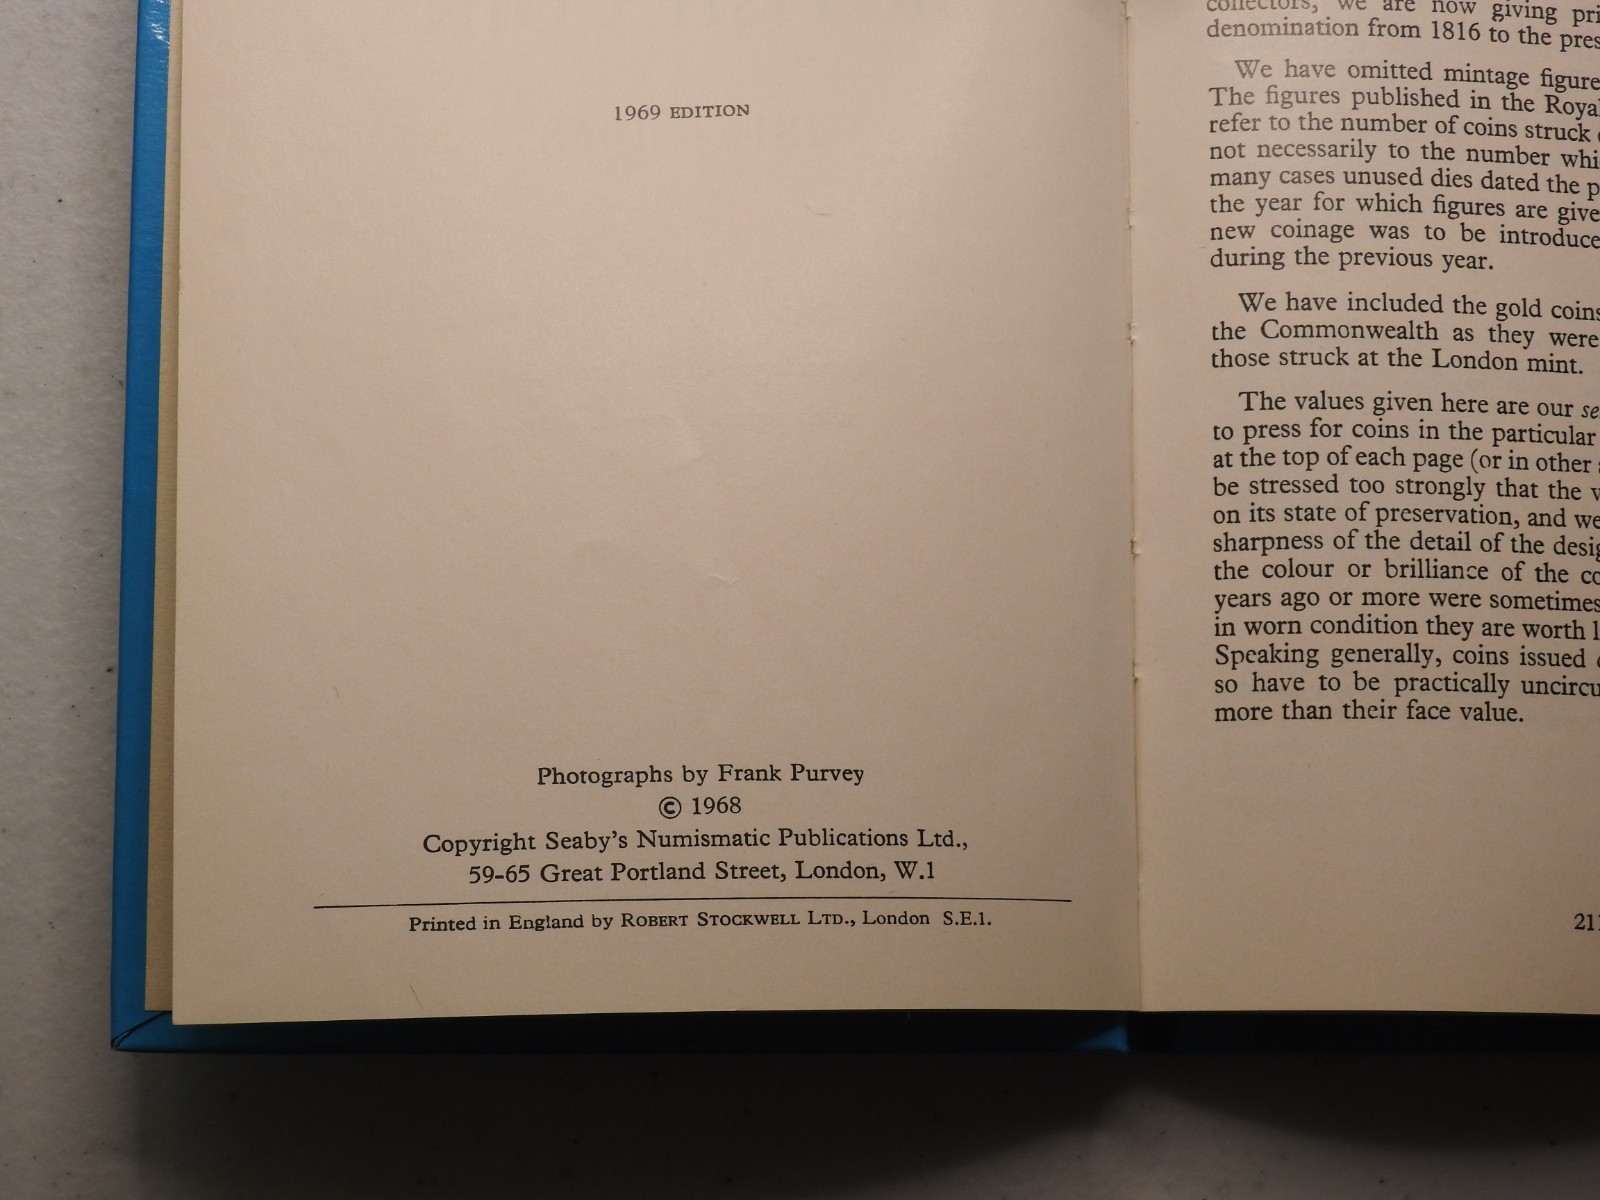 1969 EDITION
Photographs by Frank Purvey
© 1968
Copyright Seaby's Numismatic Publications Ltd.,
59-65 Great Portland Street, London, W.1
Printed in England by ROBERT STOCKWELL LTD., London S.E.1.
collectors, we are now giving
denomination from 1816 to the
We have omitted mintage
The figures published in the
refer to the number of coins struck
not necessarily to the number
many cases unused dies dated the
the year for which figures are
new coinage was to be
during the previous year.
We have included the gold
the Commonwealth as they were
those struck at the London mint.
The values given here are our
to press for coins in the particular
at the top of each page (or in other
be stressed too strongly that the
on its state of preservation, and
sharpness of the detail of the
the colour or brilliance of the
years ago or more were sometimes
in worn condition they are worth
Speaking generally, coins issued
so have to be practically
more than their face value.